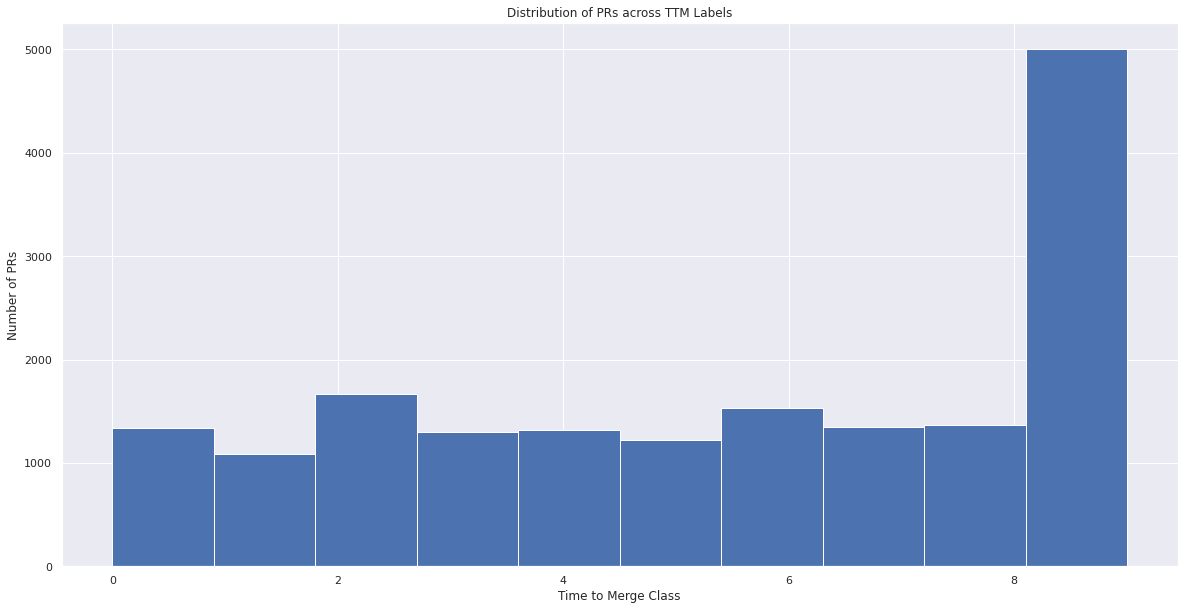 Distribution of PRs across TTM Labels
5000
4000
3000
2000
1000
0
Number of PRs
0 2 4 6 8
Time to Merge Class